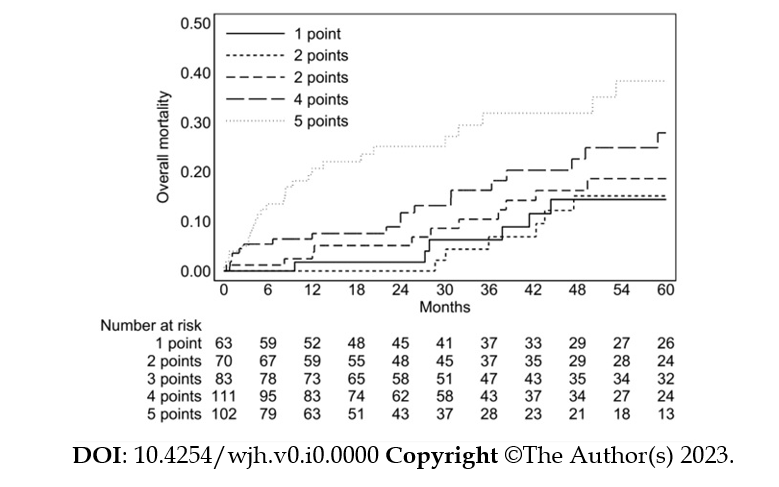 0.50
0.40
0.30
0.20
0.10
0.00
Overall mortality
1 point
2 points
2 points
4 points
5 points
0 6 12 18 24 30 36 42 48 54 60
Months
Number at risk
1 point 63 59 52 48 45 41 37 33 29 27 26
2 points 70 67 59 55 48 45 37 35 29 28 24
3 points 83 78 73 65 58 51 47 43 35 34 32
4 points 111 95 83 74 62 58 43 37 34 27 24
5 points 102 79 63 51 43 37 28 23 21 18 13
DOI: 10.4254/wjh.v0.i0.0000 Copyright ©The Author(s) 2023.